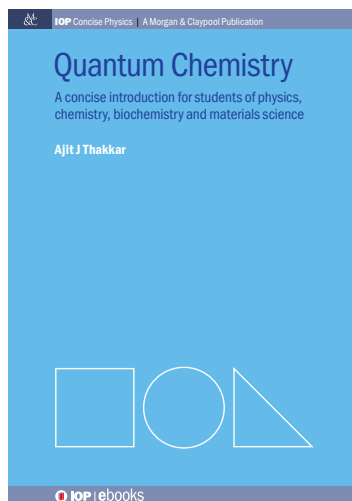 M&C IOP Concise Physics | A Morgan & Claypool Publication
Quantum Chemistry
A concise introduction for students of physics,
chemistry, biochemistry and materials science
Ajit J Thakkar
IOP | ebooks